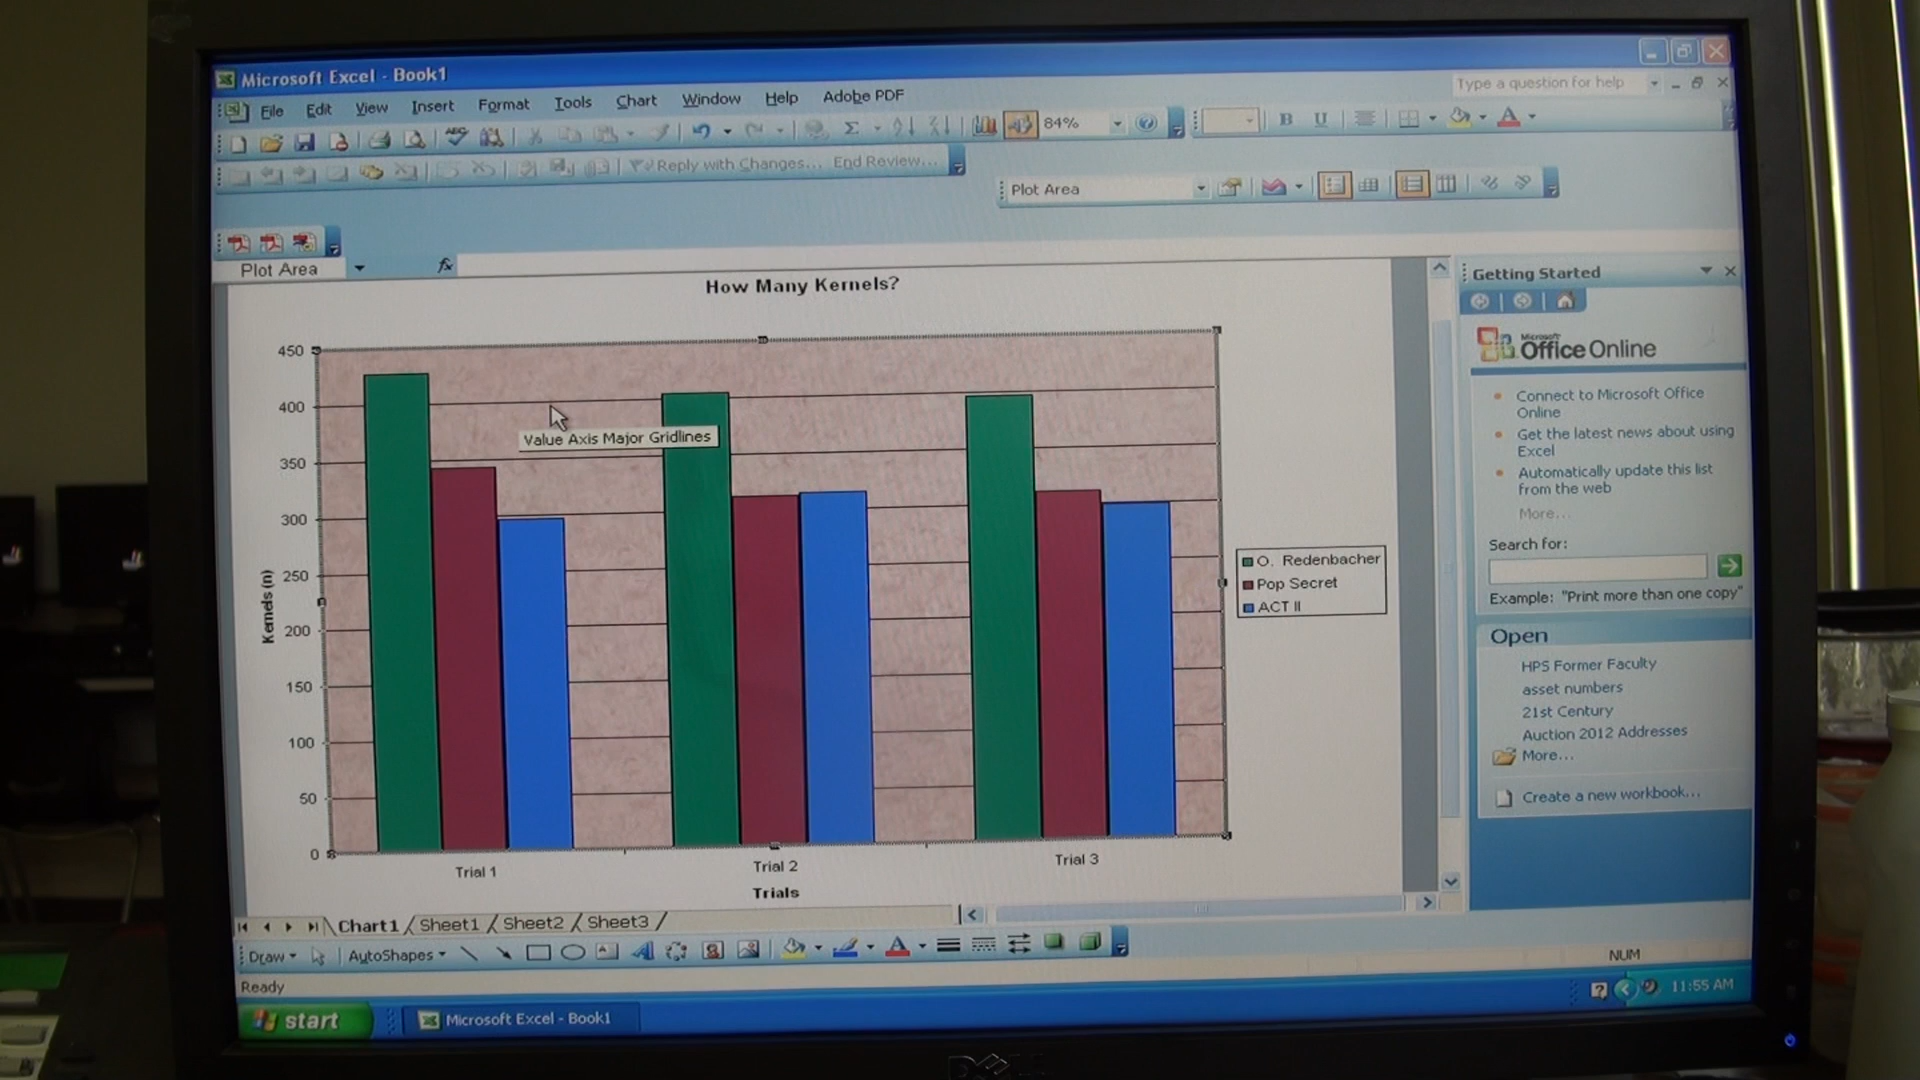 Microsoft Excel - Book1
File Edit View Insert Format Tools Chart Window Help Adobe PDF
Type a question for help
84%
B U A
Reply with Changes... End Review...
Plot Area
Plot Area
fx
How Many Kernels?
450
400
350
300
250
200
150
100
50
0
Kernels (n)
Value Axis Major Gridlines
Trial 1
Trial 2
Trial 3
Trials
O. Redenbacher
Pop Secret
ACT II
Getting Started
Microsoft
Office Online
Connect to Microsoft Office
Online
Get the latest news about using
Excel
Automatically update this list
from the web
More...
Search for:
Example: "Print more than one copy"
Open
HPS Former Faculty
asset numbers
21st Century
Auction 2012 Addresses
More...
Create a new workbook...
Chart1 / Sheet1 / Sheet2 / Sheet3 /
Draw AutoShapes
Ready
NUM
start
Microsoft Excel - Book1
11:55 AM
DELL